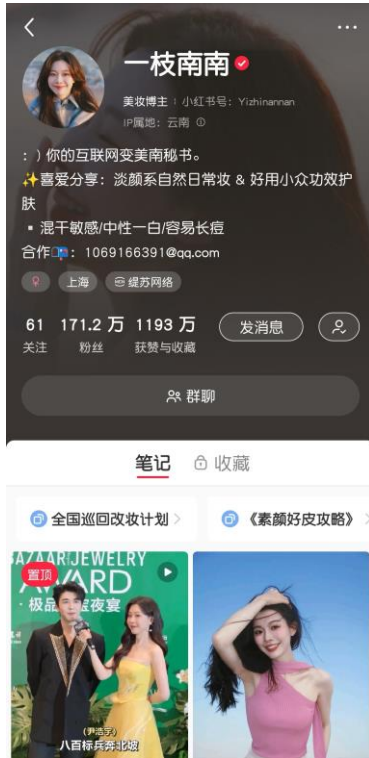 一枝南南
美妆博主 小红书号：Yizhinannan
IP属地：云南
：）你的互联网变美南秘书。
✨喜爱分享：淡颜系自然日常妆 & 好用小众功效护
肤
▪ 混干敏感/中性一白/容易长痘
合作📪：1069166391@qq.com
上海 缇苏网络
61 171.2 万 1193 万 发消息
关注 粉丝 获赞与收藏
群聊
笔记 收藏
全国巡回改妆计划 《素颜好皮攻略》
BAZAAR JEWELRY
AWARD
置顶
·极品
宝夜宴
（尹浩宇）
八百标兵奔北坡